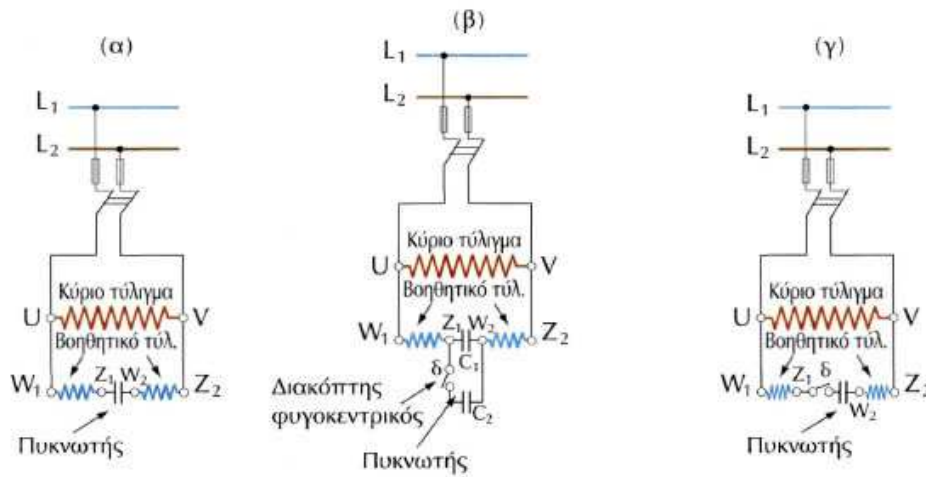 (α)
L₁
L₂
Κύριο τύλιγμα
U V
Βοηθητικό τύλ.
W₁ Z₁ W₂ Z₂
Πυκνωτής
(β)
L₁
L₂
Κύριο τύλιγμα
U V
Βοηθητικό τύλ.
W₁ Z₁ W₂ Z₂
C₁
δ
Διακόπτης
φυγοκεντρικός
C₂
Πυκνωτής
(γ)
L₁
L₂
Κύριο τύλιγμα
U V
Βοηθητικό τύλ.
W₁ Z₁ δ Z₂
W₂
Πυκνωτής